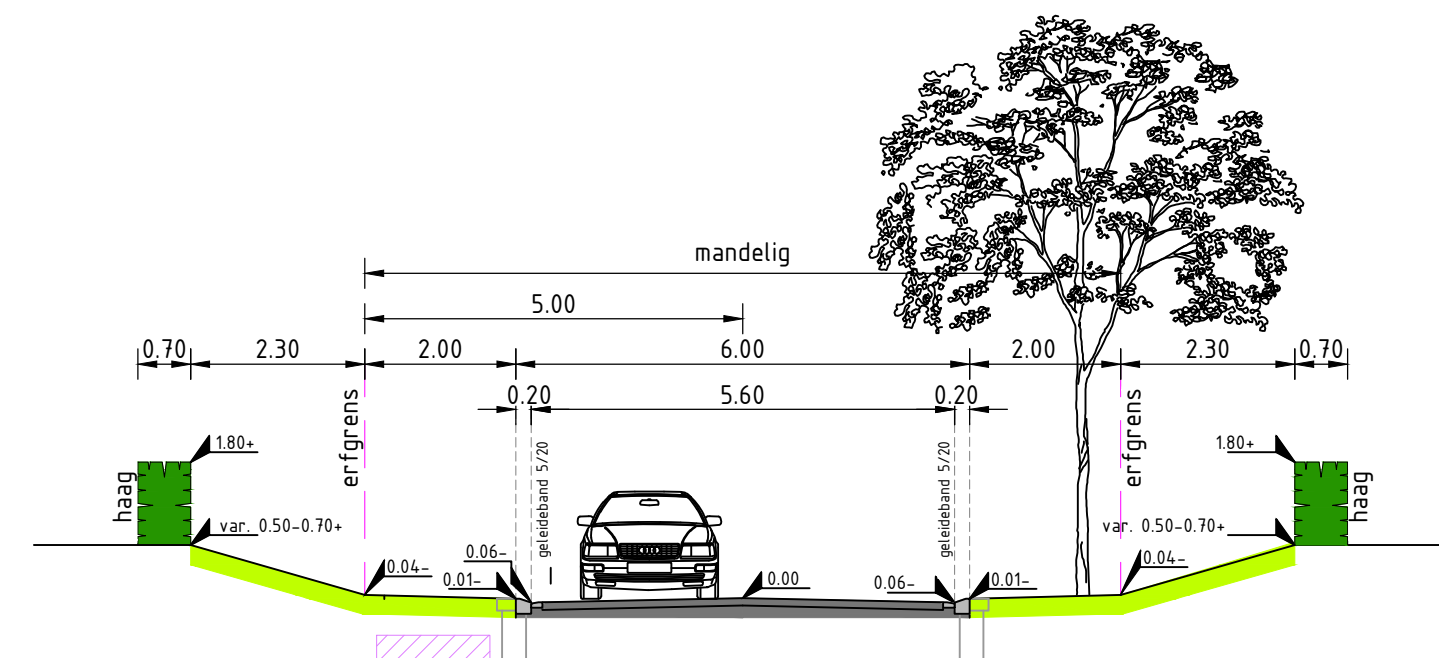 mandelig
5.00
0.70 2.30 2.00 6.00 2.00 2.30 0.70
0.20 5.60 0.20
erfgrens
erfgrens
geleideband 5/20
geleideband 5/20
1.80+
1.80+
haag
haag
var. 0.50-0.70+
var. 0.50-0.70+
0.06-
0.04-
0.01-
0.00
0.06-
0.01-
0.04-